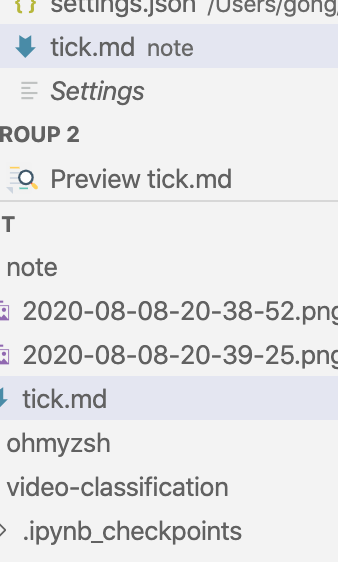 {} settings.json /Users/gong
tick.md note
Settings
ROUP 2
Preview tick.md
T
note
2020-08-08-20-38-52.png
2020-08-08-20-39-25.png
tick.md
ohmyzsh
video-classification
.ipynb_checkpoints